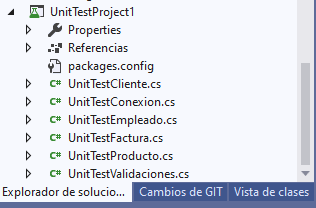 UnitTestProject1
Properties
Referencias
packages.config
C# UnitTestCliente.cs
C# UnitTestConexion.cs
C# UnitTestEmpleado.cs
C# UnitTestFactura.cs
C# UnitTestProducto.cs
C# UnitTestValidaciones.cs
Explorador de solucio... Cambios de GIT Vista de clases